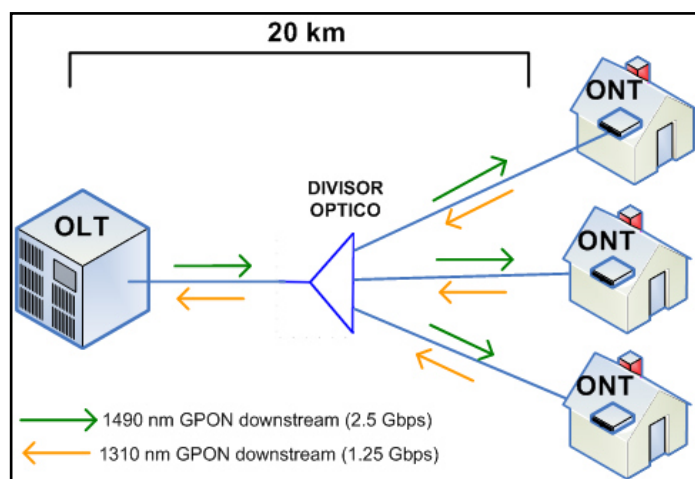 20 km
ONT
DIVISOR
OPTICO
OLT
ONT
ONT
1490 nm GPON downstream (2.5 Gbps)
1310 nm GPON downstream (1.25 Gbps)